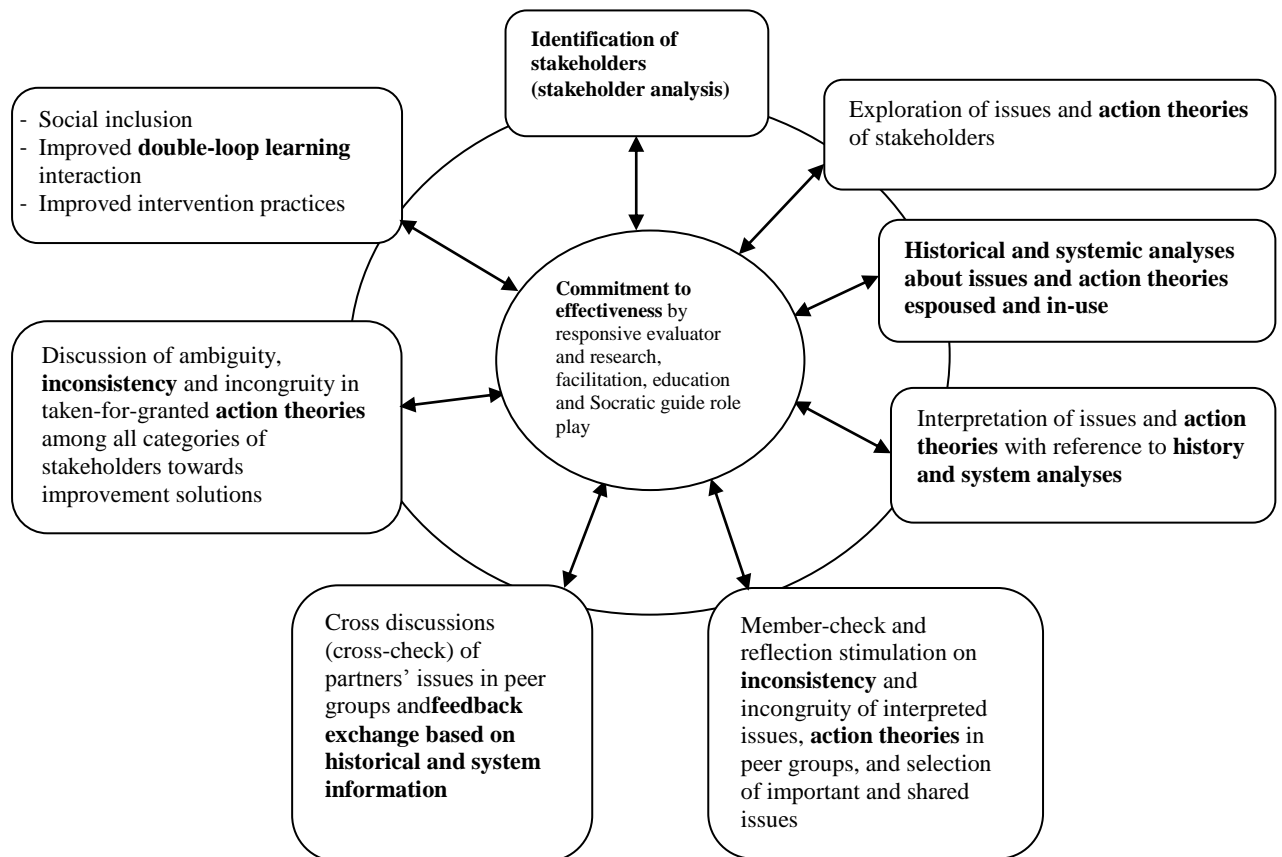 Identification of
stakeholders
(stakeholder analysis)
Exploration of issues and action theories
of stakeholders
Historical and systemic analyses
about issues and action theories
espoused and in-use
Interpretation of issues and action
theories with reference to history
and system analyses
Member-check and
reflection stimulation on
inconsistency and
incongruity of interpreted
issues, action theories in
peer groups, and selection
of important and shared
issues
Cross discussions
(cross-check) of
partners’ issues in peer
groups andfeedback
exchange based on
historical and system
information
Discussion of ambiguity,
inconsistency and incongruity in
taken-for-granted action theories
among all categories of
stakeholders towards
improvement solutions
- Social inclusion
- Improved double-loop learning
interaction
- Improved intervention practices
Commitment to
effectiveness by
responsive evaluator
and research,
facilitation, education
and Socratic guide role
play